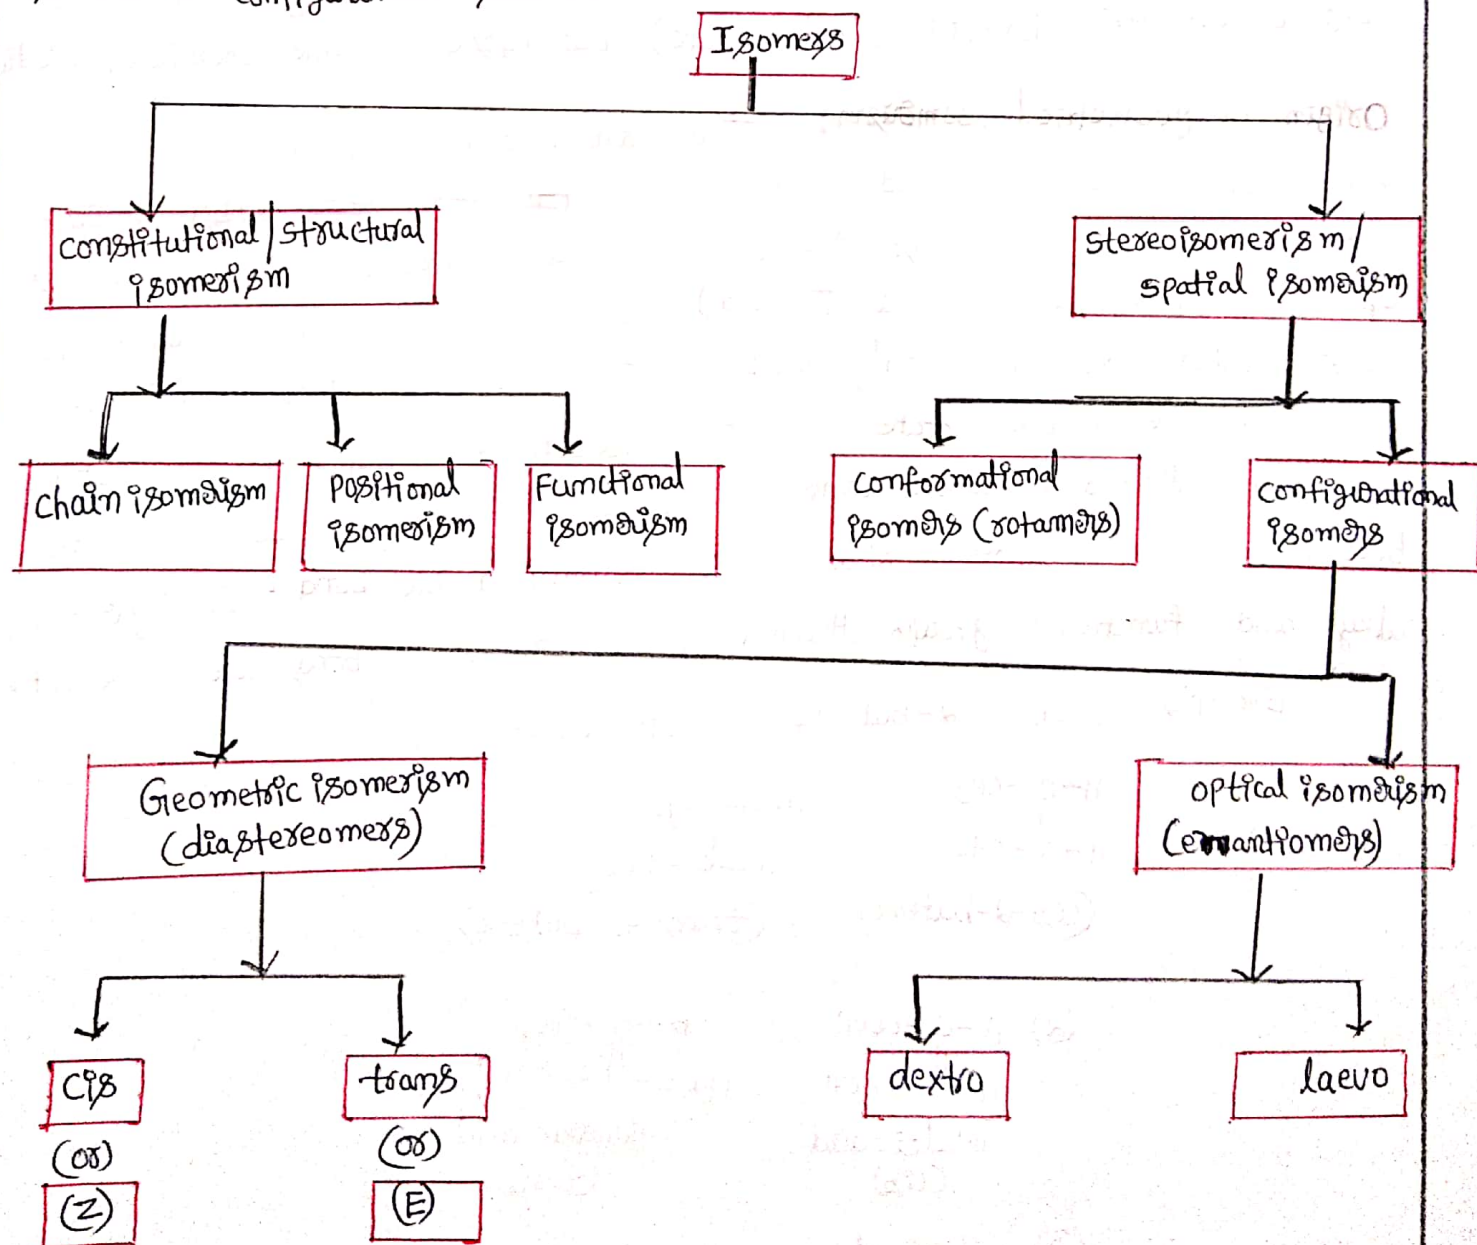 Isomers
constitutional/structural
isomerism
stereoisomerism/
spatial isomerism
chain isomerism
Positional
isomerism
Functional
isomerism
conformational
isomers (rotamers)
configurational
isomers
Geometric isomerism
(diastereomers)
optical isomerism
(enantiomers)
cis
trans
dextro
laevo
(or)
(or)
(Z)
(E)